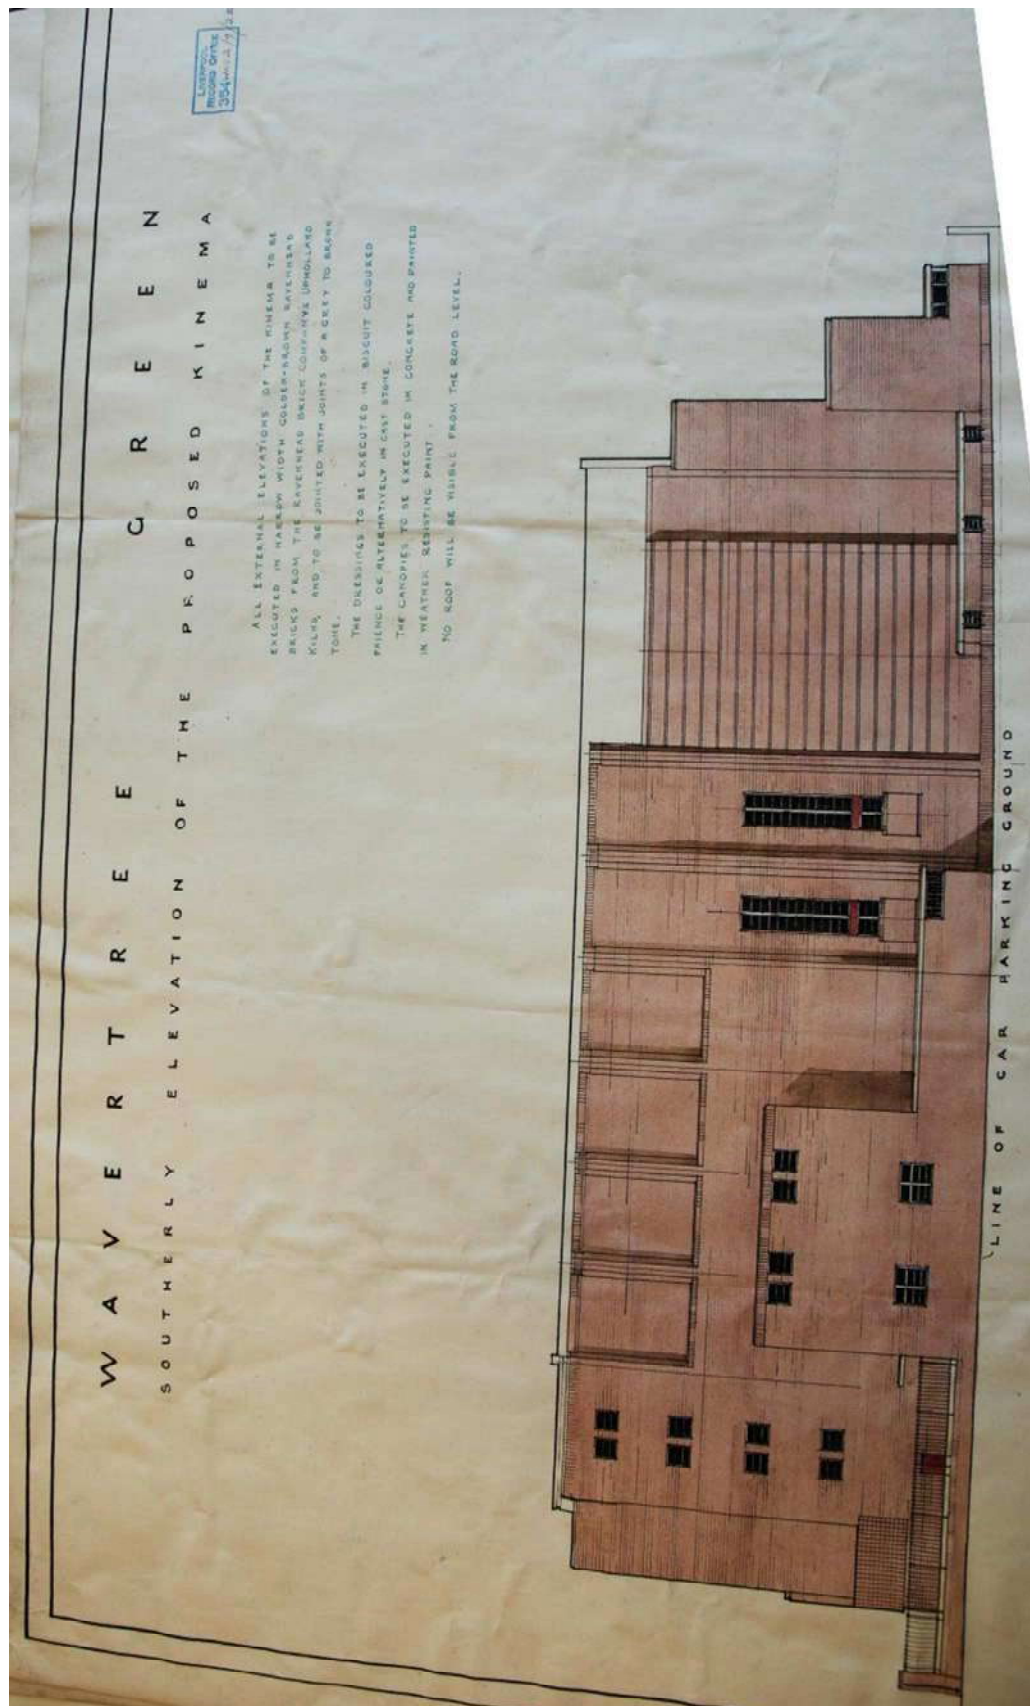 WAVERTREE GREEN
SOUTHERLY ELEVATION OF THE PROPOSED KINEMA
ALL EXTERNAL ELEVATIONS OF THE KINEMA TO BE
EXECUTED IN NARROW WIDTH GOLDEN-BROWN RAVENHEAD
BRICKS FROM THE RAVENHEAD BRICK COMPANYS UPHOLLAND
KILNS, AND TO BE JOINTED WITH JOINTS OF A GREY TO BROWN
TONE.
THE DRESSINGS TO BE EXECUTED IN BISCUIT COLOURED
FAIENCE OR ALTERNATIVELY IN CAST STONE.
THE CANOPIES TO BE EXECUTED IN CONCRETE AND PAINTED
IN WEATHER RESISTING PAINT.
NO ROOF WILL BE VISIBLE FROM THE ROAD LEVEL.
LINE OF CAR PARKING GROUND
LIVERPOOL
RECORD OFFICE